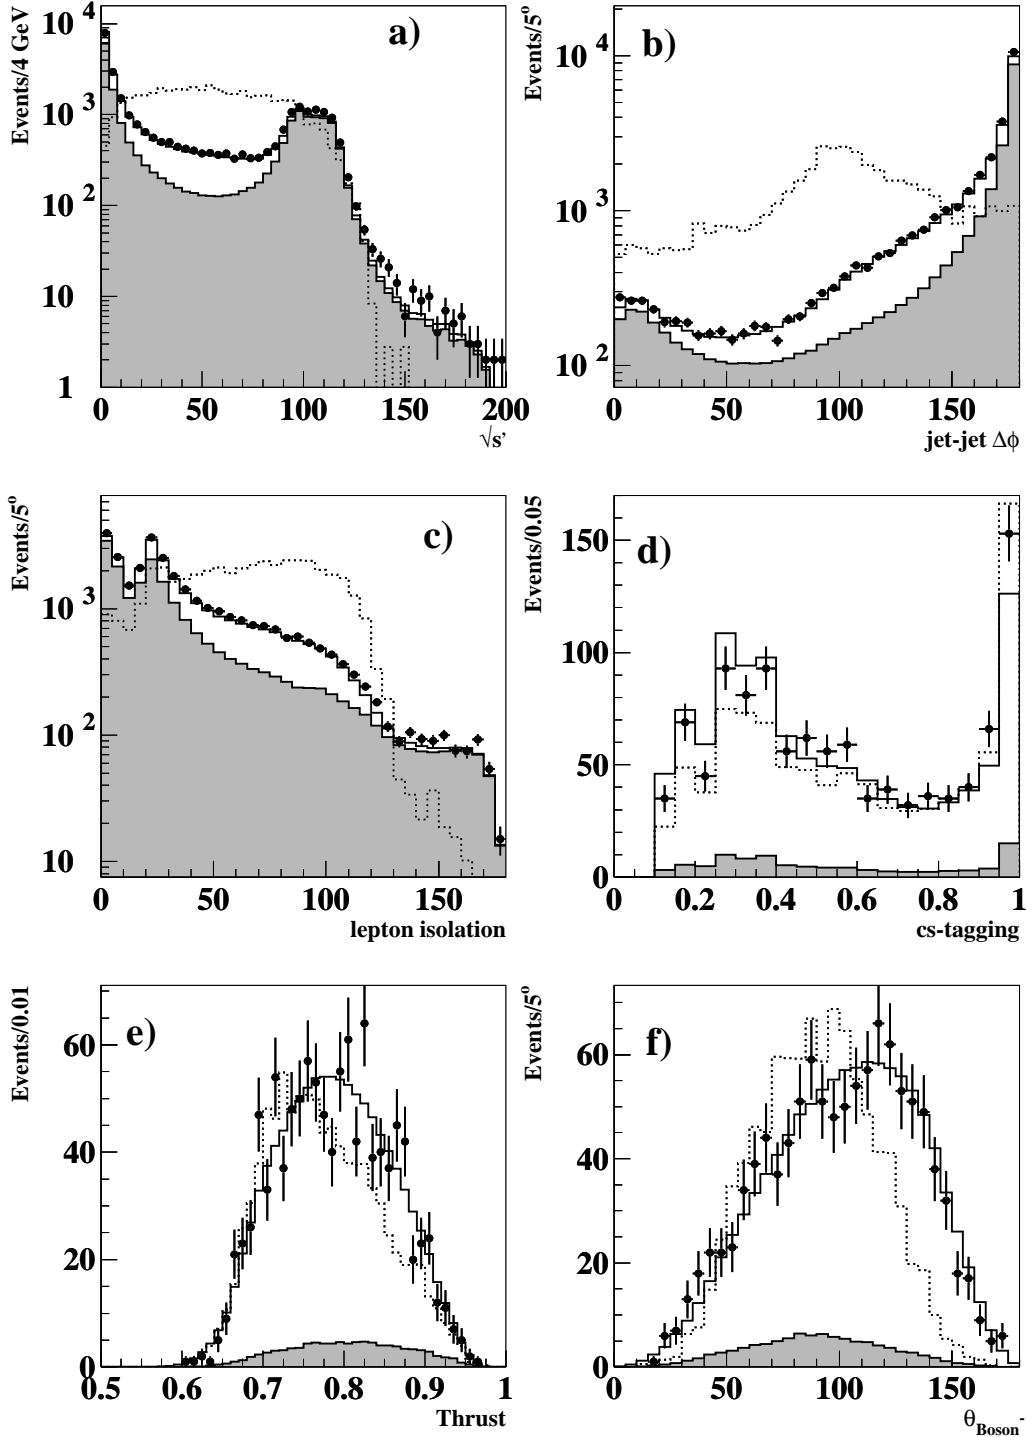 Events/4 GeV
a)
10^4
10^3
10^2
10
1
0 50 100 150 200
√s'
Events/5°
b)
10^4
10^3
10^2
0 50 100 150
jet-jet Δϕ
Events/5°
c)
10^3
10^2
10
0 50 100 150
lepton isolation
Events/0.05
d)
150
100
50
0
0 0.2 0.4 0.6 0.8 1
cs-tagging
Events/0.01
e)
60
40
20
0
0.5 0.6 0.7 0.8 0.9 1
Thrust
Events/5°
f)
60
40
20
0
0 50 100 150
θ_Boson^-